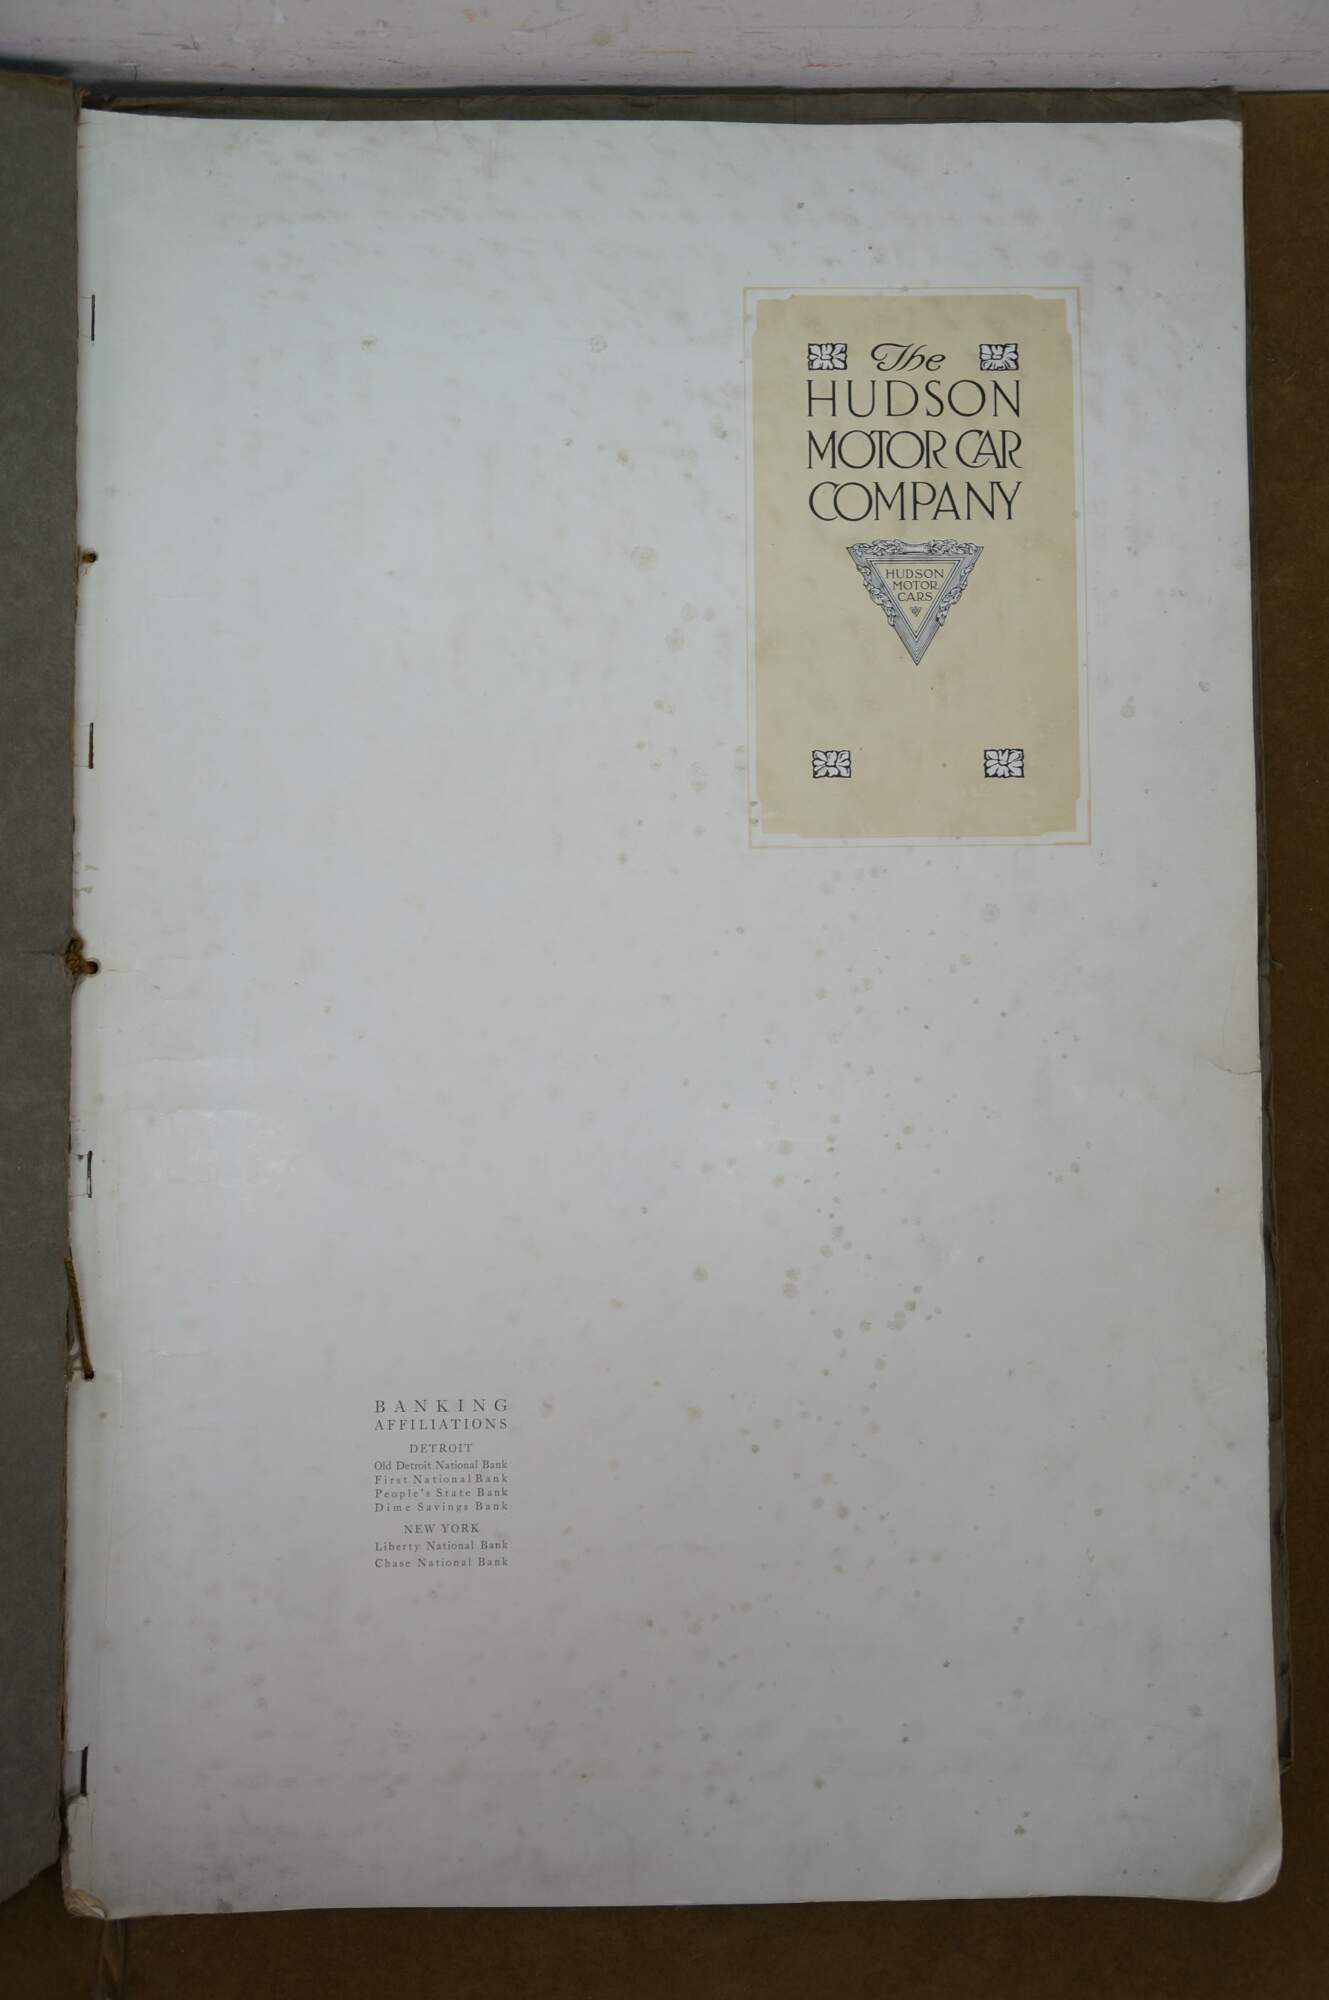 The
HUDSON
MOTOR CAR
COMPANY
HUDSON
MOTOR
CARS
BANKING
AFFILIATIONS
DETROIT
Old Detroit National Bank
First National Bank
People's State Bank
Dime Savings Bank
NEW YORK
Liberty National Bank
Chase National Bank